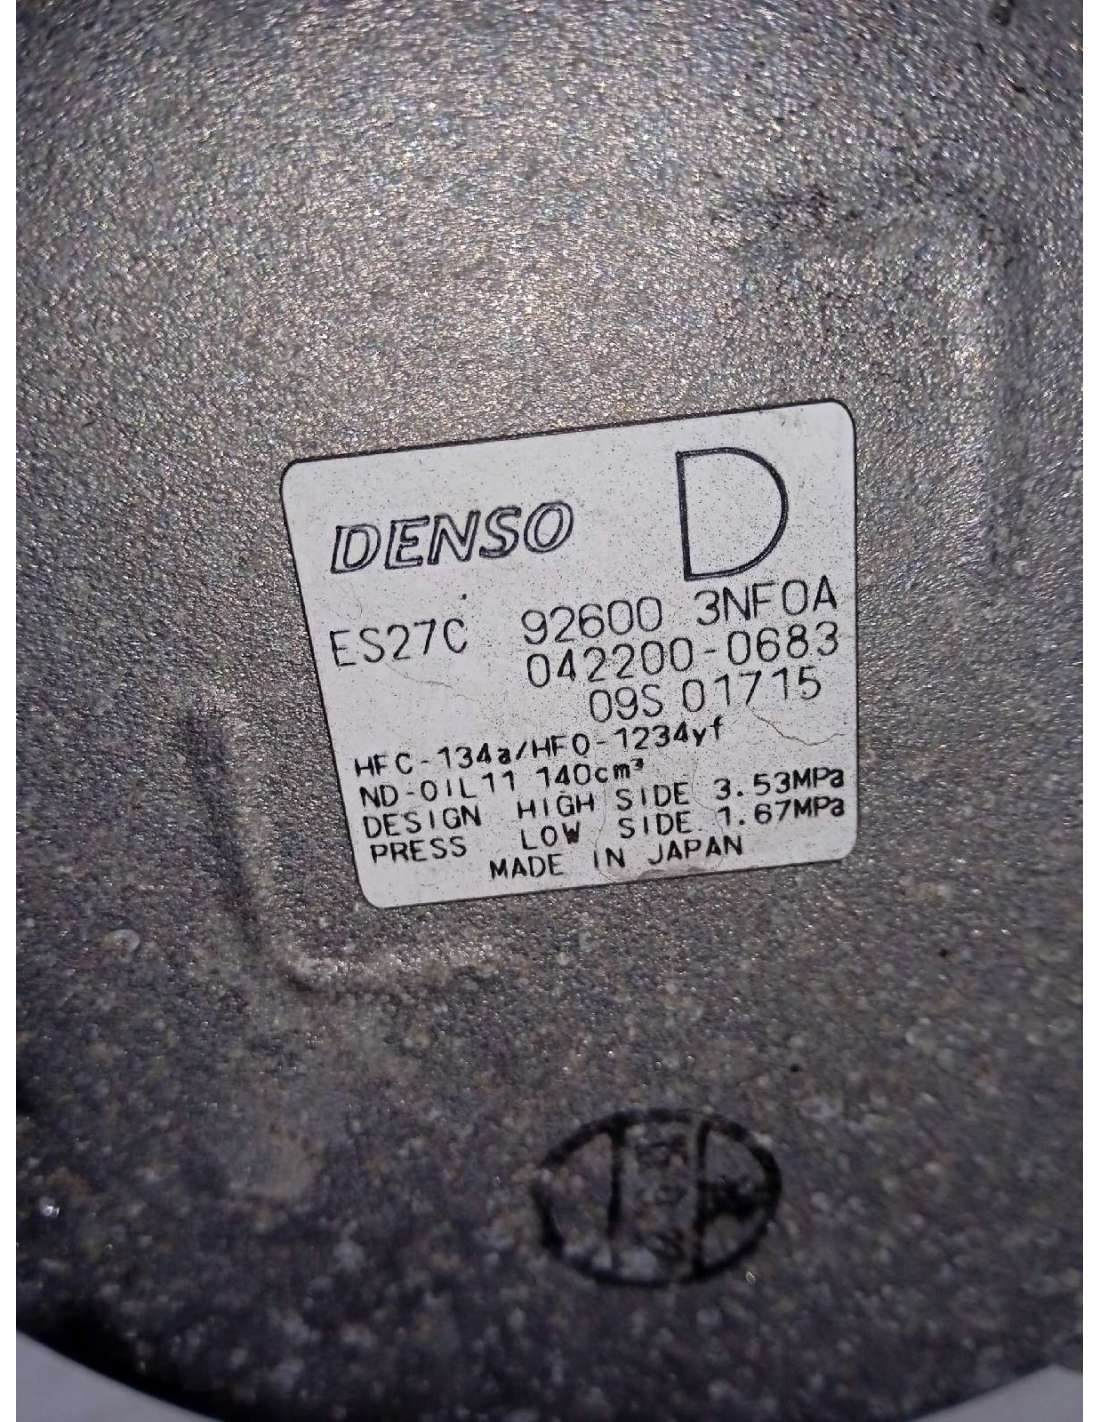 DENSO D
ES27C 92600 3NF0A
042200-0683
09S 01715
HFC-134a/HFO-1234yf
ND-OIL11 140cm³
DESIGN HIGH SIDE 3.53MPa
PRESS LOW SIDE 1.67MPa
MADE IN JAPAN